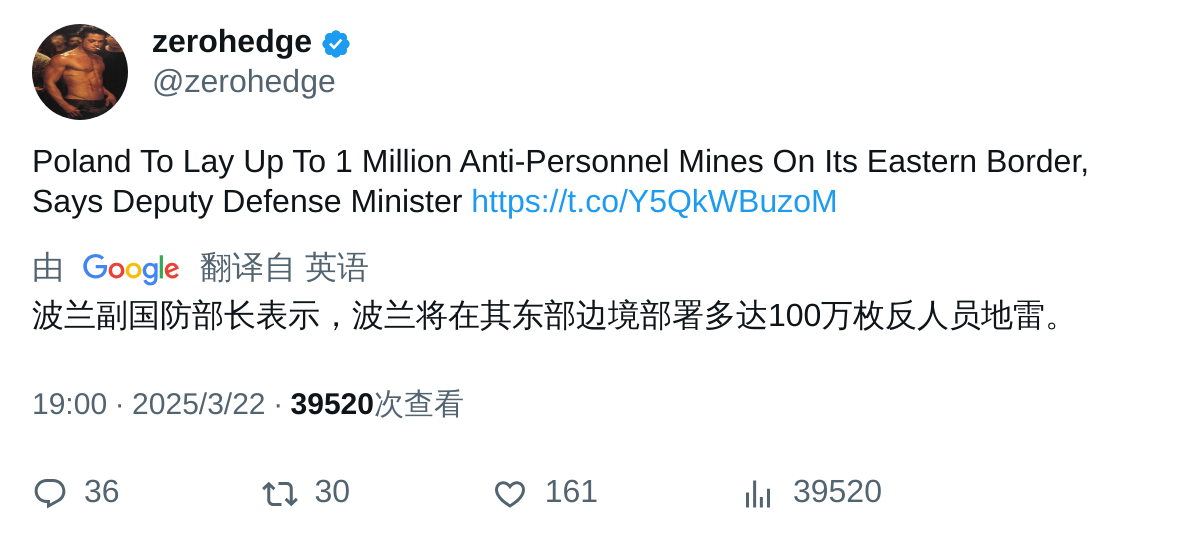 zerohedge
@zerohedge
Poland To Lay Up To 1 Million Anti-Personnel Mines On Its Eastern Border,
Says Deputy Defense Minister https://t.co/Y5QkWBuzoM
由 Google 翻译自 英语
波兰副国防部长表示，波兰将在其东部边境部署多达100万枚反人员地雷。
19:00 · 2025/3/22 · 39520次查看
36 30 161 39520